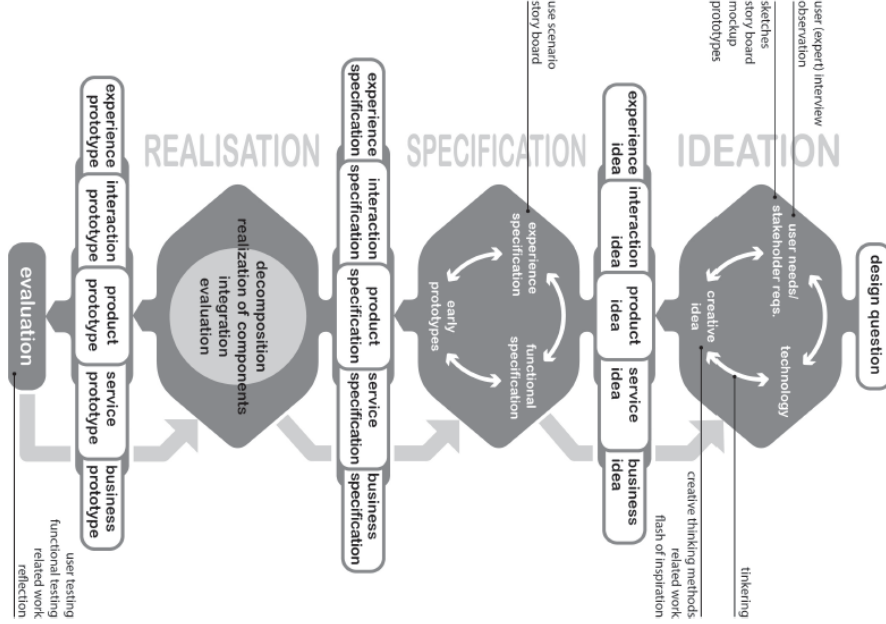 design question
user (expert) interview
observation
sketches
story board
mockup
prototypes
IDEATION
user needs/
stakeholder reqs.
technology
creative
idea
tinkering
creative thinking methods
related work
flash of inspiration
experience
idea
interaction
idea
product
idea
service
idea
business
idea
use scenario
story board
SPECIFICATION
experience
specification
functional
specification
early
prototypes
experience
specification
interaction
specification
product
specification
service
specification
business
specification
REALISATION
decomposition
realization of components
integration
evaluation
experience
prototype
interaction
prototype
product
prototype
service
prototype
business
prototype
evaluation
user testing
functional testing
related work
reflection